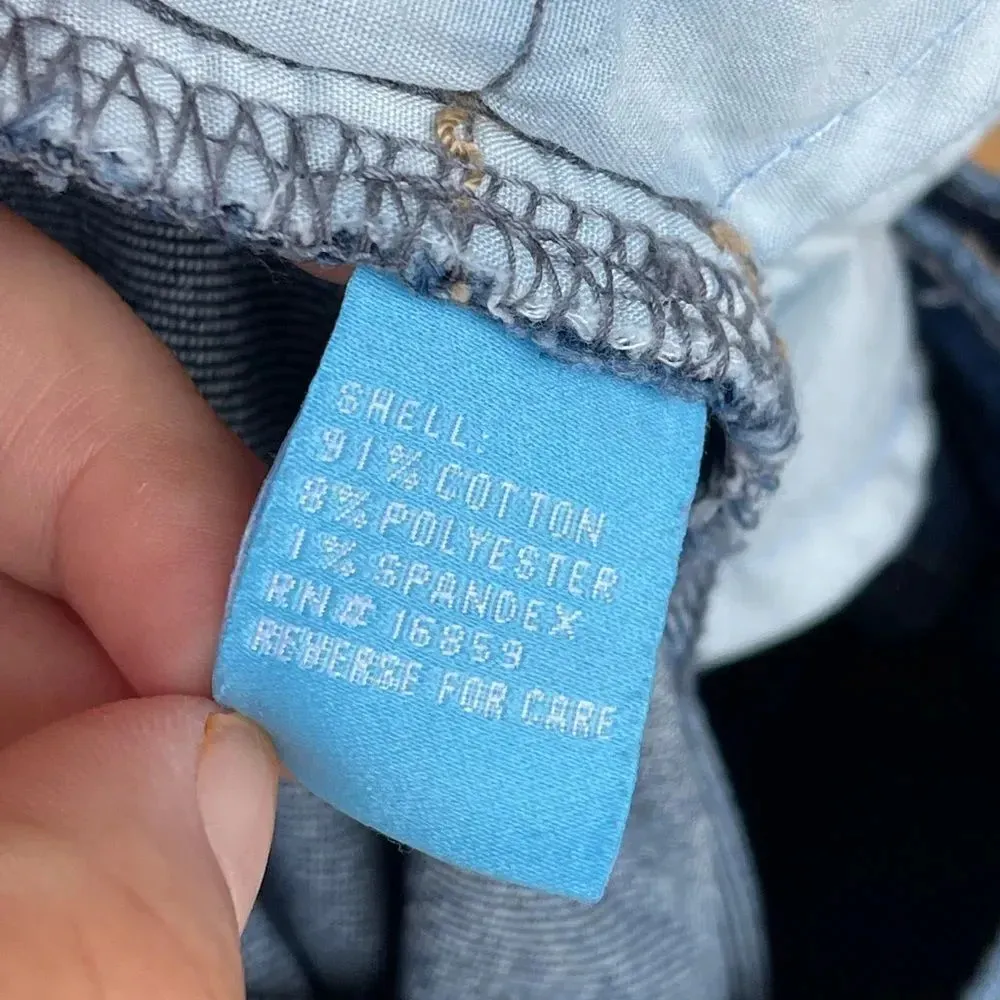 SHELL:
91% COTTON
8% POLYESTER
1% SPANDEX
RN# 16859
REVERSE FOR CARE